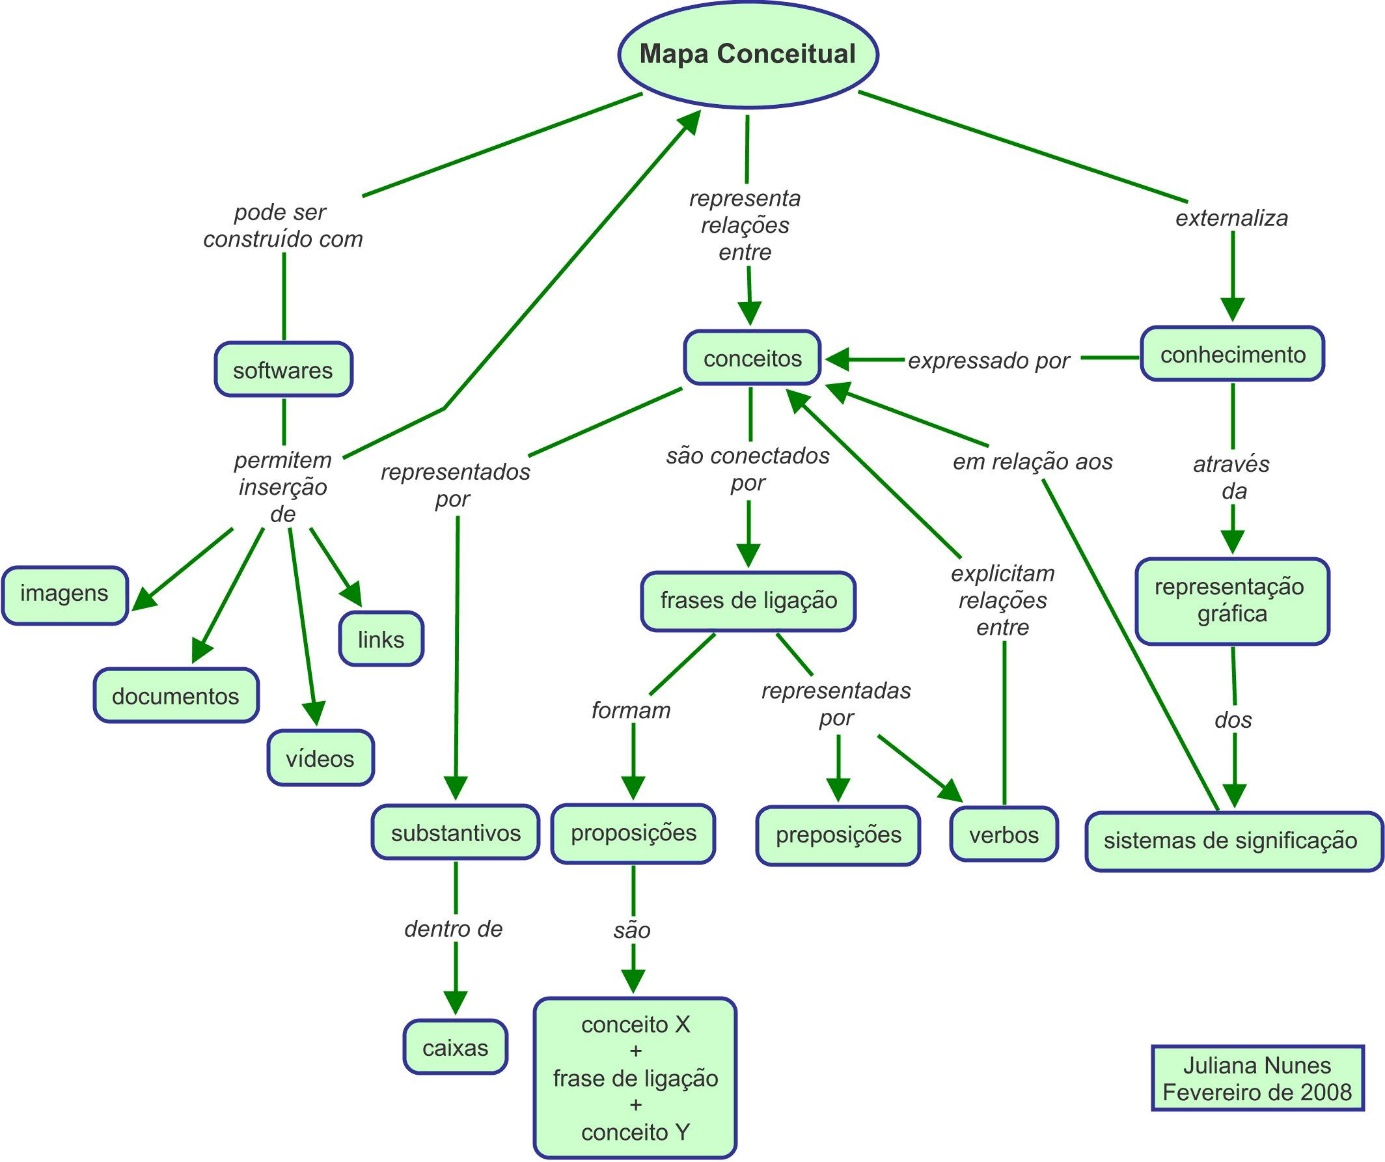 Mapa Conceitual
pode ser
construído com
representa
relações
entre
externaliza
softwares
conceitos
expressado por
conhecimento
permitem
inserção
de
representados
por
são conectados
por
em relação aos
através
da
imagens
links
documentos
vídeos
frases de ligação
explicitam
relações
entre
representação
gráfica
formam
representadas
por
dos
substantivos
proposições
preposições
verbos
sistemas de significação
dentro de
são
caixas
conceito X
+
frase de ligação
+
conceito Y
Juliana Nunes
Fevereiro de 2008